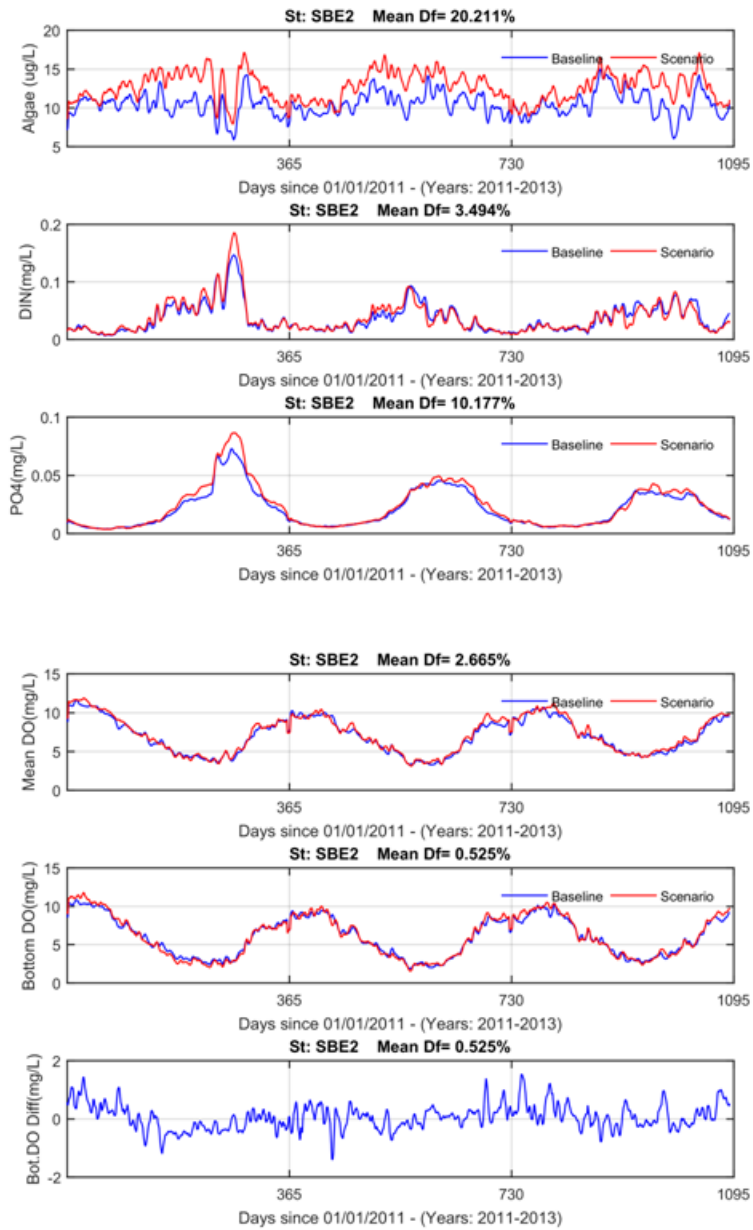 St: SBE2 Mean Df= 20.211%
Algae (ug/L)
20
15
10
5
Baseline Scenario
365 730 1095
Days since 01/01/2011 - (Years: 2011-2013)
St: SBE2 Mean Df= 3.494%
DIN(mg/L)
0.2
0.1
0
Baseline Scenario
365 730 1095
Days since 01/01/2011 - (Years: 2011-2013)
St: SBE2 Mean Df= 10.177%
PO4(mg/L)
0.1
0.05
0
Baseline Scenario
365 730 1095
Days since 01/01/2011 - (Years: 2011-2013)
St: SBE2 Mean Df= 2.665%
Mean DO(mg/L)
15
10
5
0
Baseline Scenario
365 730 1095
Days since 01/01/2011 - (Years: 2011-2013)
St: SBE2 Mean Df= 0.525%
Bottom DO(mg/L)
15
10
5
0
Baseline Scenario
365 730 1095
Days since 01/01/2011 - (Years: 2011-2013)
St: SBE2 Mean Df= 0.525%
Bot.DO Diff(mg/L)
2
0
-2
365 730 1095
Days since 01/01/2011 - (Years: 2011-2013)